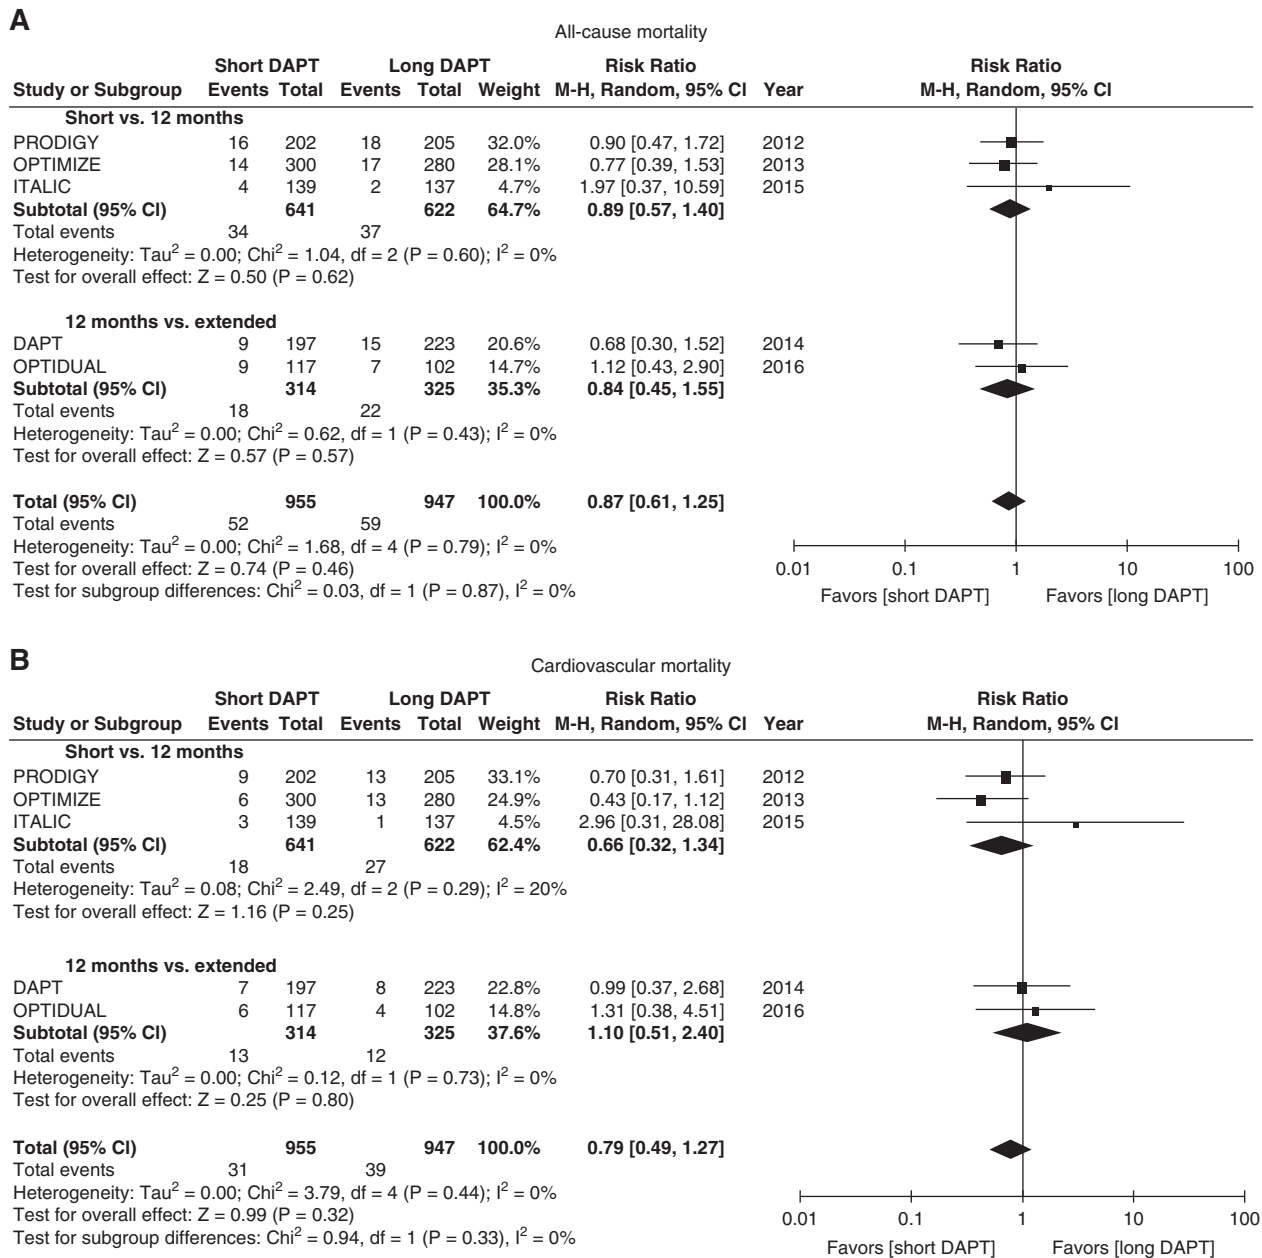 A
All-cause mortality
Short DAPT Long DAPT Risk Ratio Risk Ratio
Study or Subgroup Events Total Events Total Weight M-H, Random, 95% CI Year M-H, Random, 95% CI
Short vs. 12 months
PRODIGY 16 202 18 205 32.0% 0.90 [0.47, 1.72] 2012
OPTIMIZE 14 300 17 280 28.1% 0.77 [0.39, 1.53] 2013
ITALIC 4 139 2 137 4.7% 1.97 [0.37, 10.59] 2015
Subtotal (95% CI) 641 622 64.7% 0.89 [0.57, 1.40]
Total events 34 37
Heterogeneity: Tau² = 0.00; Chi² = 1.04, df = 2 (P = 0.60); I² = 0%
Test for overall effect: Z = 0.50 (P = 0.62)
12 months vs. extended
DAPT 9 197 15 223 20.6% 0.68 [0.30, 1.52] 2014
OPTIDUAL 9 117 7 102 14.7% 1.12 [0.43, 2.90] 2016
Subtotal (95% CI) 314 325 35.3% 0.84 [0.45, 1.55]
Total events 18 22
Heterogeneity: Tau² = 0.00; Chi² = 0.62, df = 1 (P = 0.43); I² = 0%
Test for overall effect: Z = 0.57 (P = 0.57)
Total (95% CI) 955 947 100.0% 0.87 [0.61, 1.25]
Total events 52 59
Heterogeneity: Tau² = 0.00; Chi² = 1.68, df = 4 (P = 0.79); I² = 0%
Test for overall effect: Z = 0.74 (P = 0.46)
Test for subgroup differences: Chi² = 0.03, df = 1 (P = 0.87), I² = 0%
0.01 0.1 1 10 100
Favors [short DAPT] Favors [long DAPT]
B
Cardiovascular mortality
Short DAPT Long DAPT Risk Ratio Risk Ratio
Study or Subgroup Events Total Events Total Weight M-H, Random, 95% CI Year M-H, Random, 95% CI
Short vs. 12 months
PRODIGY 9 202 13 205 33.1% 0.70 [0.31, 1.61] 2012
OPTIMIZE 6 300 13 280 24.9% 0.43 [0.17, 1.12] 2013
ITALIC 3 139 1 137 4.5% 2.96 [0.31, 28.08] 2015
Subtotal (95% CI) 641 622 62.4% 0.66 [0.32, 1.34]
Total events 18 27
Heterogeneity: Tau² = 0.08; Chi² = 2.49, df = 2 (P = 0.29); I² = 20%
Test for overall effect: Z = 1.16 (P = 0.25)
12 months vs. extended
DAPT 7 197 8 223 22.8% 0.99 [0.37, 2.68] 2014
OPTIDUAL 6 117 4 102 14.8% 1.31 [0.38, 4.51] 2016
Subtotal (95% CI) 314 325 37.6% 1.10 [0.51, 2.40]
Total events 13 12
Heterogeneity: Tau² = 0.00; Chi² = 0.12, df = 1 (P = 0.73); I² = 0%
Test for overall effect: Z = 0.25 (P = 0.80)
Total (95% CI) 955 947 100.0% 0.79 [0.49, 1.27]
Total events 31 39
Heterogeneity: Tau² = 0.00; Chi² = 3.79, df = 4 (P = 0.44); I² = 0%
Test for overall effect: Z = 0.99 (P = 0.32)
Test for subgroup differences: Chi² = 0.94, df = 1 (P = 0.33), I² = 0%
0.01 0.1 1 10 100
Favors [short DAPT] Favors [long DAPT]